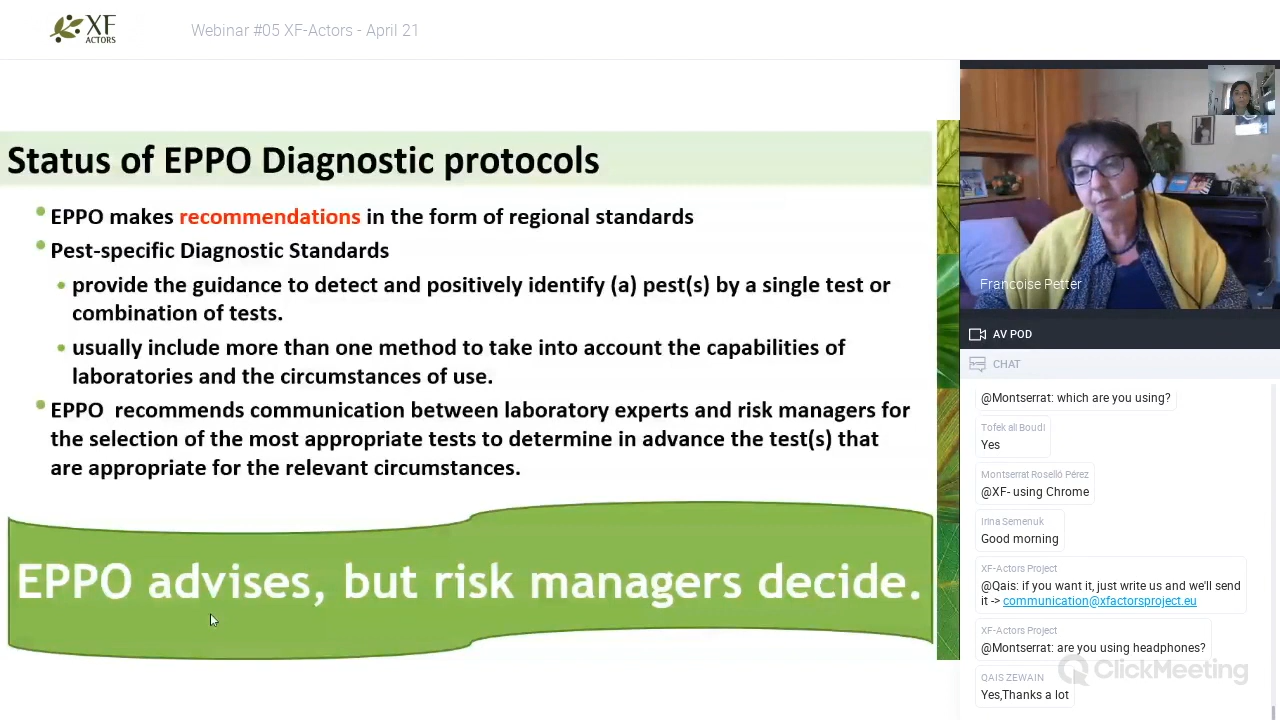 XF
ACTORS
Webinar #05 XF-Actors - April 21
Status of EPPO Diagnostic protocols
EPPO makes recommendations in the form of regional standards
Pest-specific Diagnostic Standards
provide the guidance to detect and positively identify (a) pest(s) by a single test or
combination of tests.
usually include more than one method to take into account the capabilities of
laboratories and the circumstances of use.
EPPO recommends communication between laboratory experts and risk managers for
the selection of the most appropriate tests to determine in advance the test(s) that
are appropriate for the relevant circumstances.
EPPO advises, but risk managers decide.
Francoise Petter
AV POD
CHAT
@Montserrat: which are you using?
Tofek ali Boudi
Yes
Montserrat Roselló Pérez
@XF- using Chrome
Irina Semenuk
Good morning
XF-Actors Project
@Qais: if you want it, just write us and we'll send
it -> communication@xfactorsproject.eu
XF-Actors Project
@Montserrat: are you using headphones?
QAIS ZEWAIN
Yes,Thanks a lot
ClickMeeting